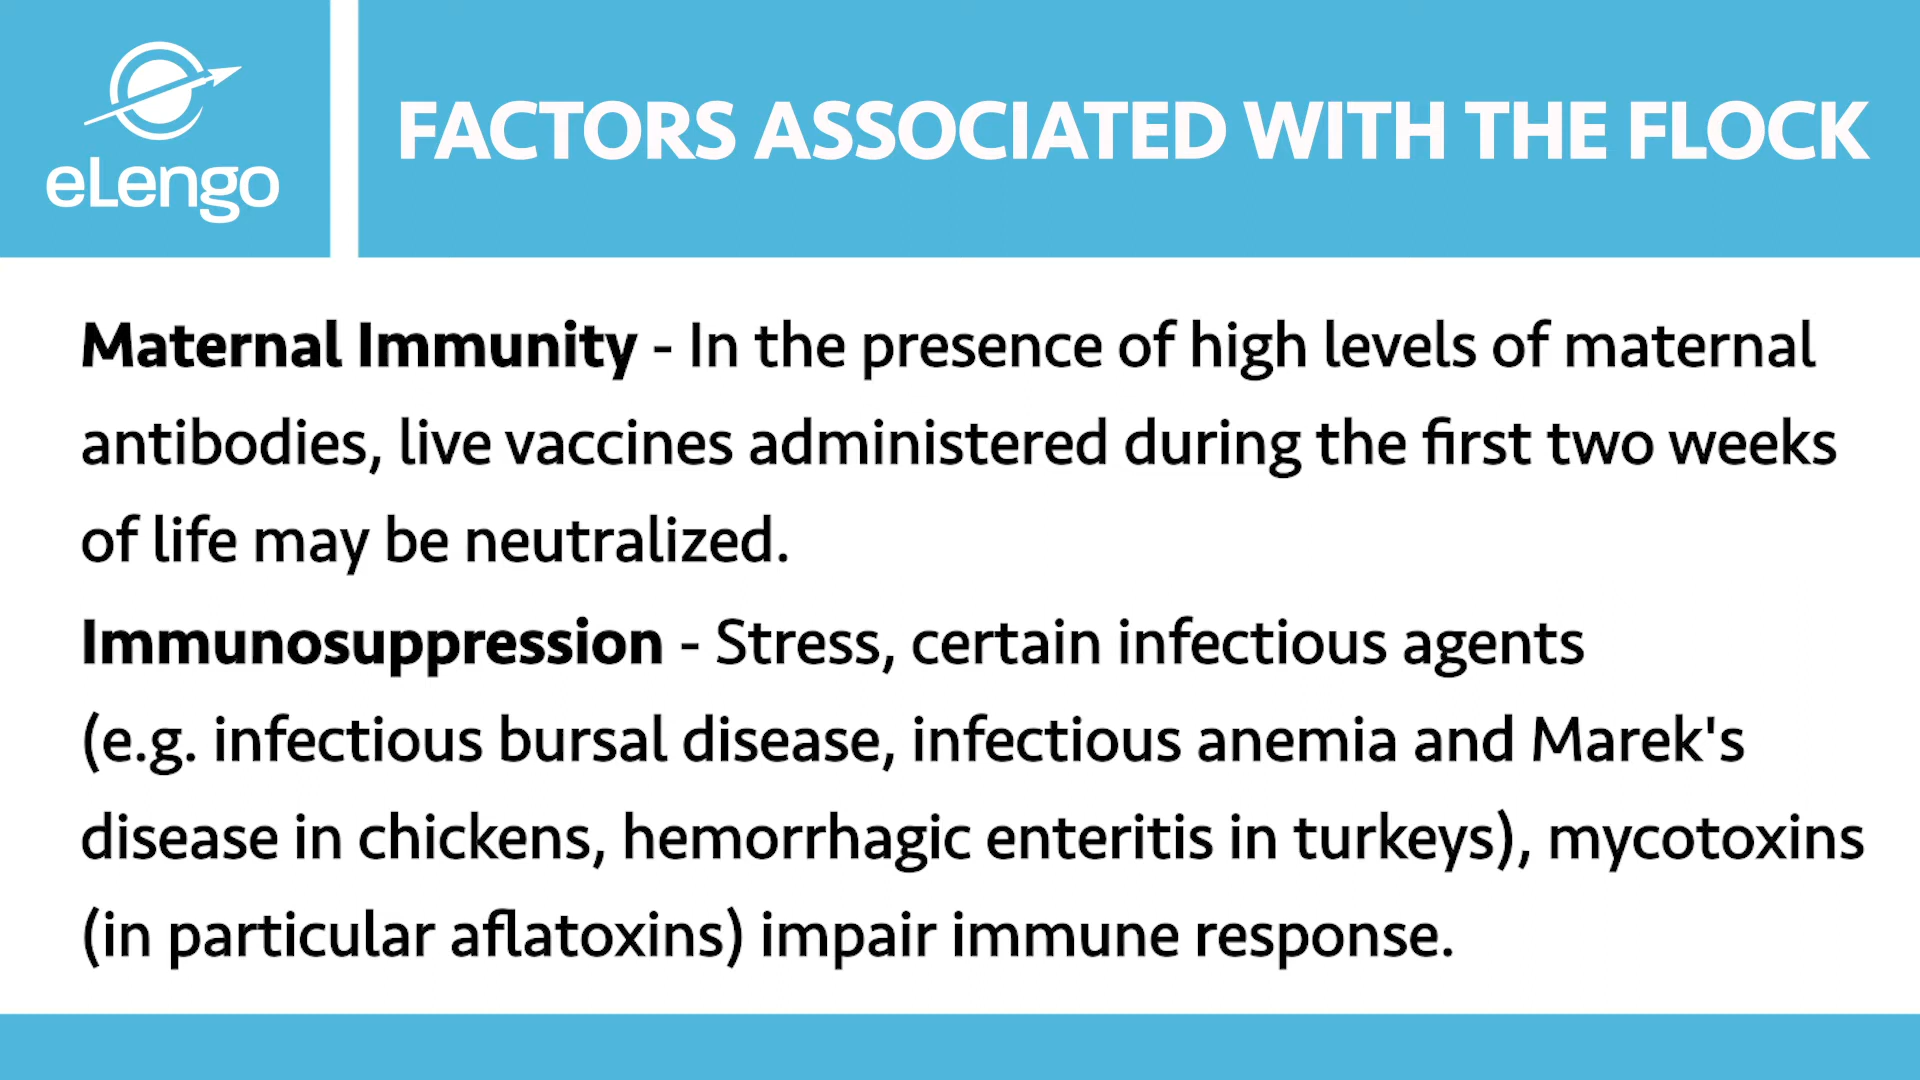 eLengo
FACTORS ASSOCIATED WITH THE FLOCK
Maternal Immunity - In the presence of high levels of maternal
antibodies, live vaccines administered during the first two weeks
of life may be neutralized.
Immunosuppression - Stress, certain infectious agents
(e.g. infectious bursal disease, infectious anemia and Marek's
disease in chickens, hemorrhagic enteritis in turkeys), mycotoxins
(in particular aflatoxins) impair immune response.